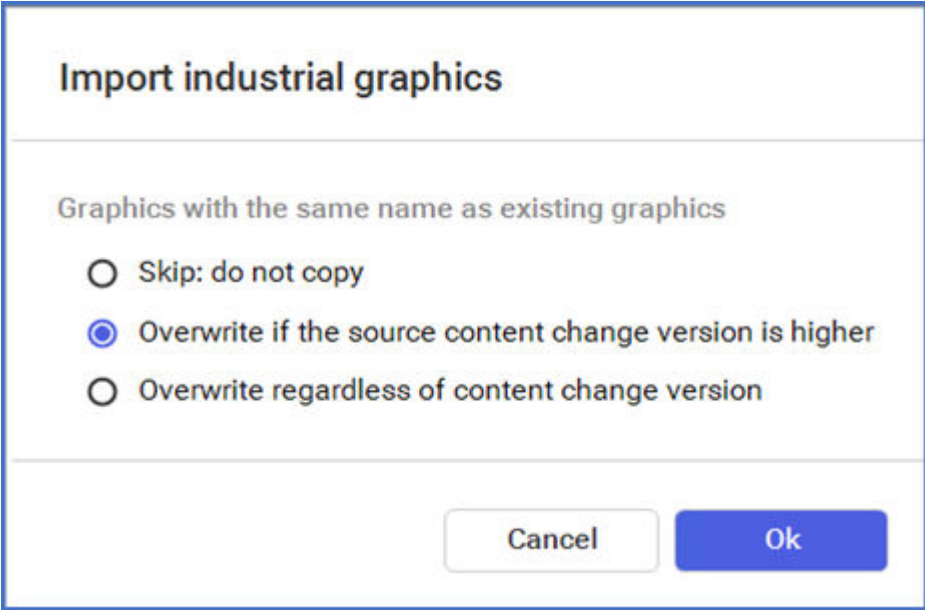 Import industrial graphics
Graphics with the same name as existing graphics
Skip: do not copy
Overwrite if the source content change version is higher
Overwrite regardless of content change version
Cancel
Ok